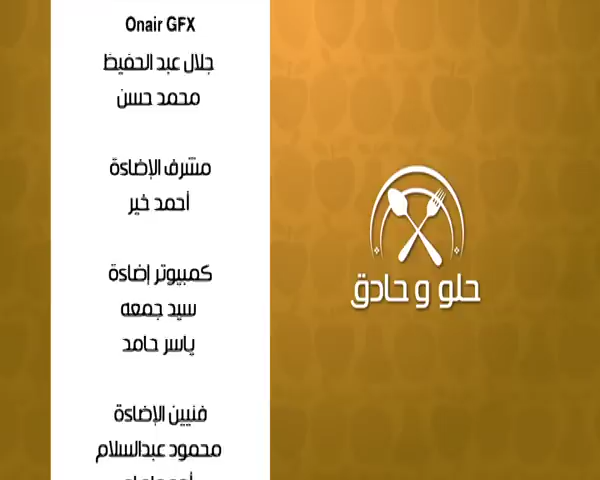 Onair GFX
جلال عبد الحفيظ
محمد حسن
مشرف الإضاءة
أحمد خير
كمبيوتر إضاءة
سيد جمعه
ياسر حامد
فنيين الإضاءة
محمود عبدالسلام
حلو و حادق